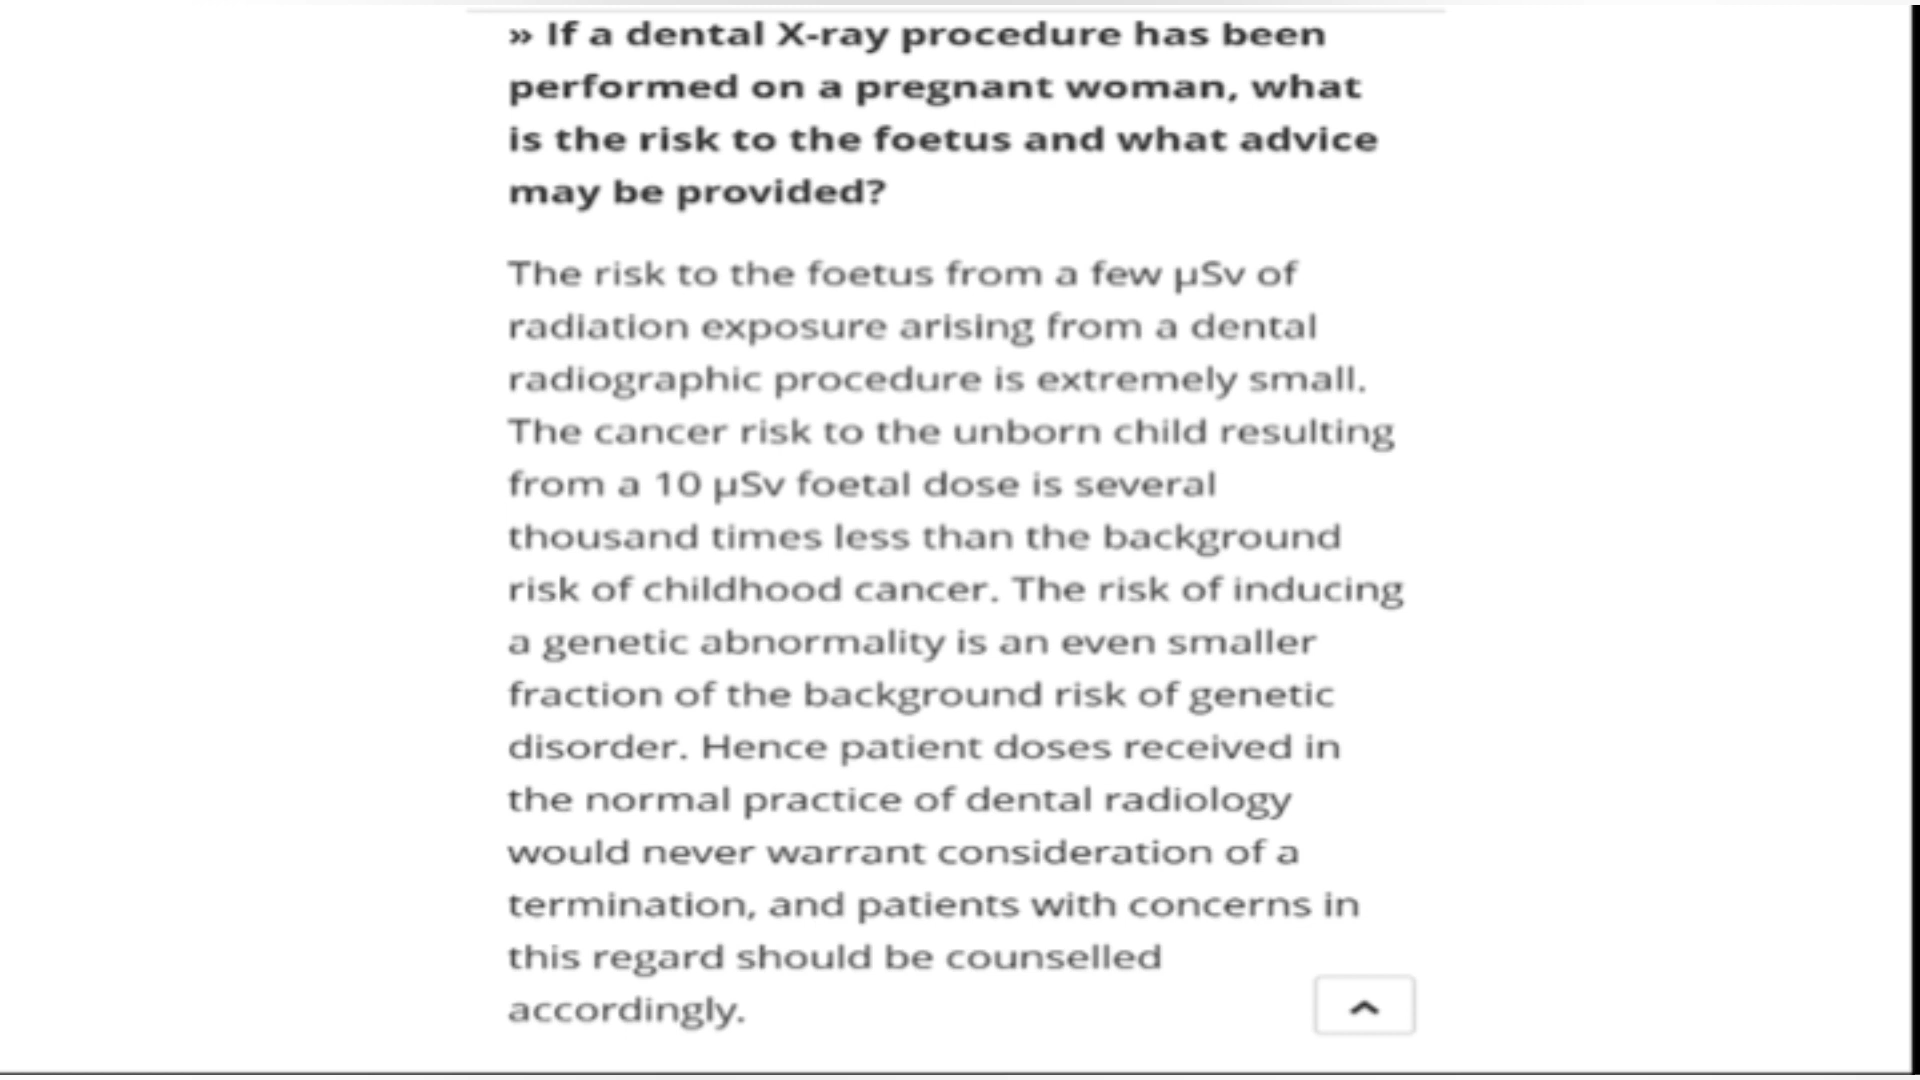 » If a dental X-ray procedure has been
performed on a pregnant woman, what
is the risk to the foetus and what advice
may be provided?
The risk to the foetus from a few µSv of
radiation exposure arising from a dental
radiographic procedure is extremely small.
The cancer risk to the unborn child resulting
from a 10 µSv foetal dose is several
thousand times less than the background
risk of childhood cancer. The risk of inducing
a genetic abnormality is an even smaller
fraction of the background risk of genetic
disorder. Hence patient doses received in
the normal practice of dental radiology
would never warrant consideration of a
termination, and patients with concerns in
this regard should be counselled
accordingly.